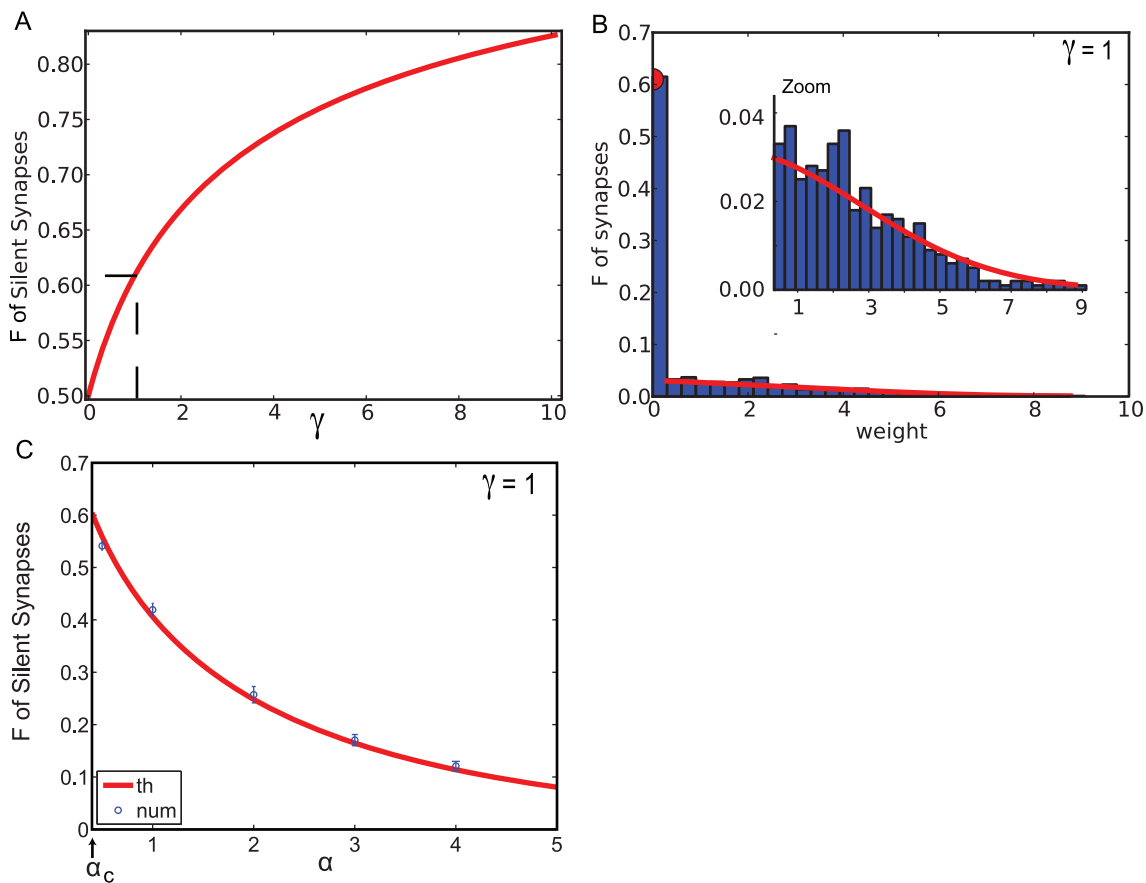 A
F of Silent Synapses
0.80
0.75
0.70
0.65
0.60
0.55
0.50
0 2 4 6 8 10
γ
B
γ = 1
F of synapses
0.7
0.6
0.5
0.4
0.3
0.2
0.1
0.0
0 2 4 6 8 10
weight
Zoom
0.04
0.02
0.00
1 3 5 7 9
C
γ = 1
F of Silent Synapses
0.7
0.6
0.5
0.4
0.3
0.2
0.1
0
th
num
1 2 3 4 5
αc
α